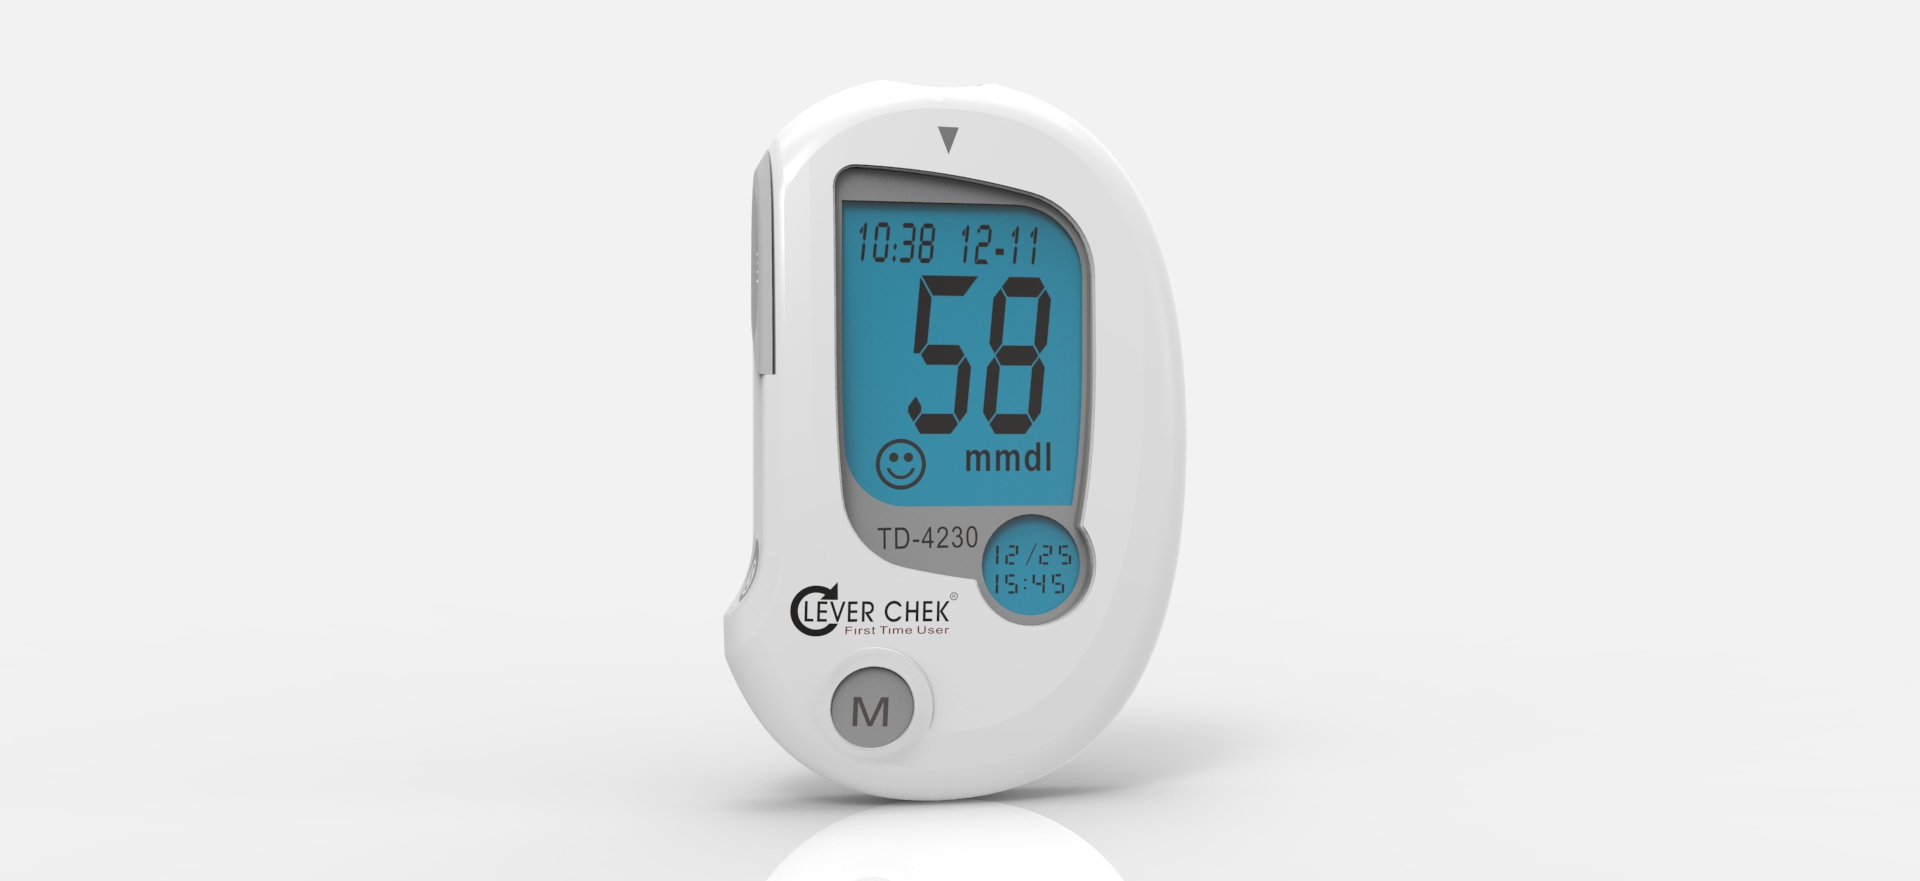 10:38 12-11
58
mmdl
TD-4230
12/25
15:45
CLEVER CHEK®
First Time User
M